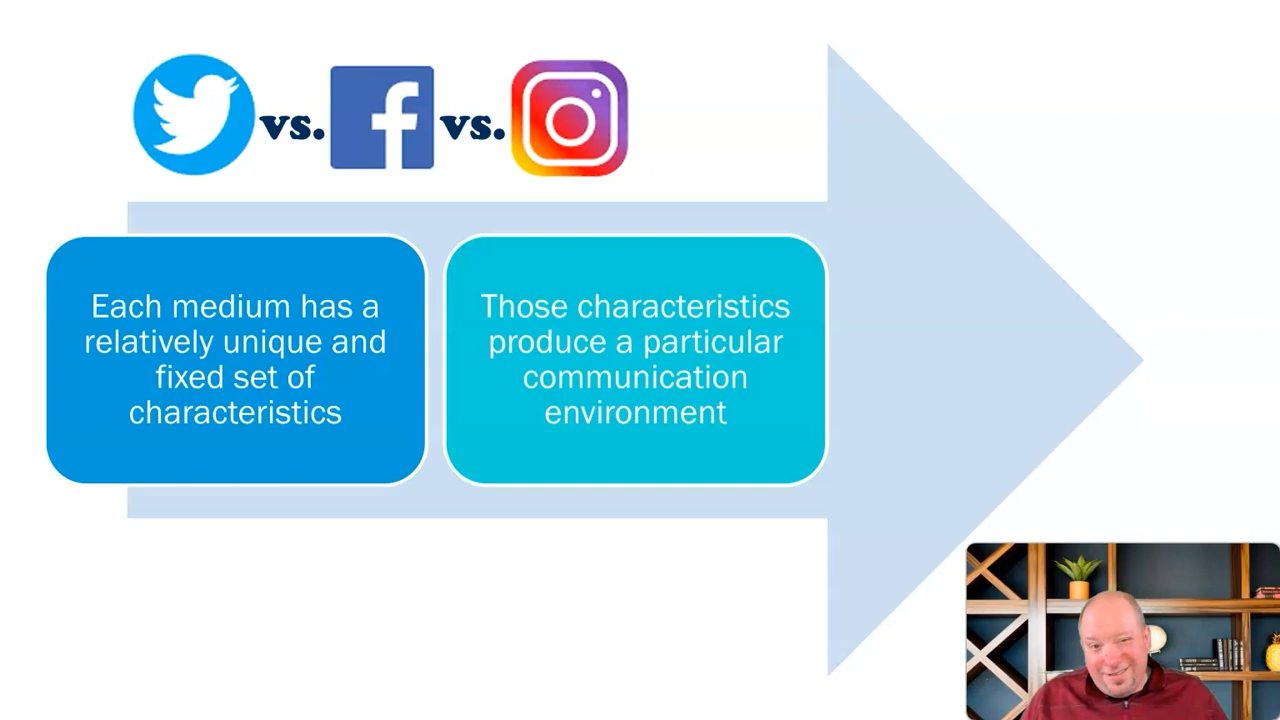 vs. vs.
Each medium has a
relatively unique and
fixed set of
characteristics
Those characteristics
produce a particular
communication
environment